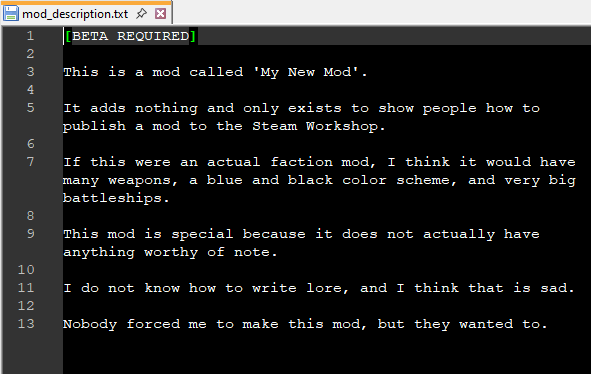 mod_description.txt
1 [BETA REQUIRED]
2
3 This is a mod called 'My New Mod'.
4
5 It adds nothing and only exists to show people how to
publish a mod to the Steam Workshop.
6
7 If this were an actual faction mod, I think it would have
many weapons, a blue and black color scheme, and very big
battleships.
8
9 This mod is special because it does not actually have
anything worthy of note.
10
11 I do not know how to write lore, and I think that is sad.
12
13 Nobody forced me to make this mod, but they wanted to.